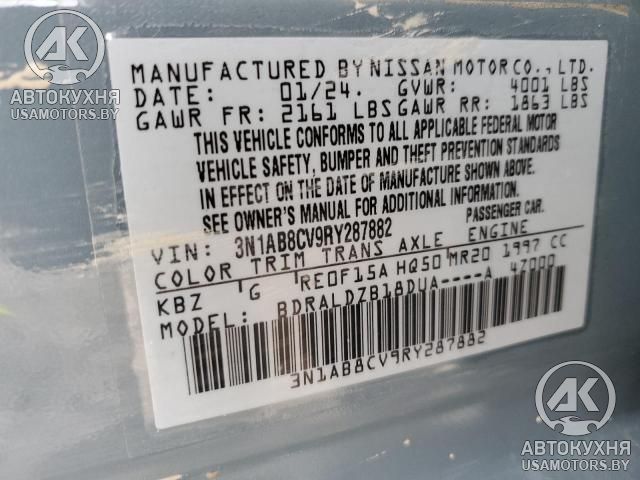 AK
АВТОКУХНЯ
USAMOTORS.BY
MANUFACTURED BY NISSAN MOTOR CO., LTD.
DATE: 01/24. GVWR: 4001 LBS
GAWR FR: 2161 LBS GAWR RR: 1863 LBS
THIS VEHICLE CONFORMS TO ALL APPLICABLE FEDERAL MOTOR
VEHICLE SAFETY, BUMPER AND THEFT PREVENTION STANDARDS
IN EFFECT ON THE DATE OF MANUFACTURE SHOWN ABOVE.
SEE OWNER'S MANUAL FOR ADDITIONAL INFORMATION.
VIN: 3N1AB8CV9RY287882 PASSENGER CAR.
COLOR TRIM TRANS AXLE ENGINE
KBZ G RE0F15A HQ50 MR20 1997 CC
MODEL: BDRALDZB18DUA----A 4Z000
3N1AB8CV9RY287882
AK
АВТОКУХНЯ
USAMOTORS.BY